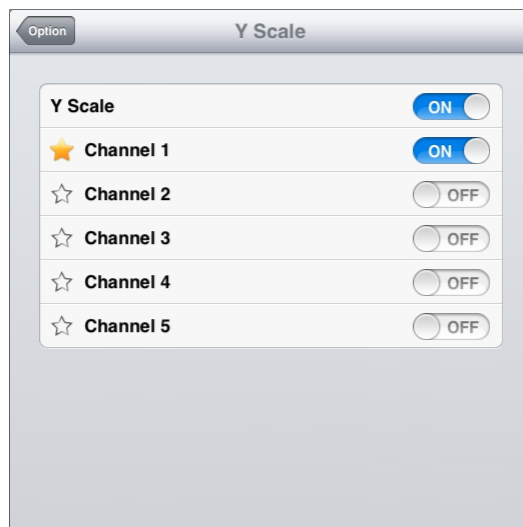 Option
Y Scale
Y Scale ON
Channel 1 ON
Channel 2 OFF
Channel 3 OFF
Channel 4 OFF
Channel 5 OFF